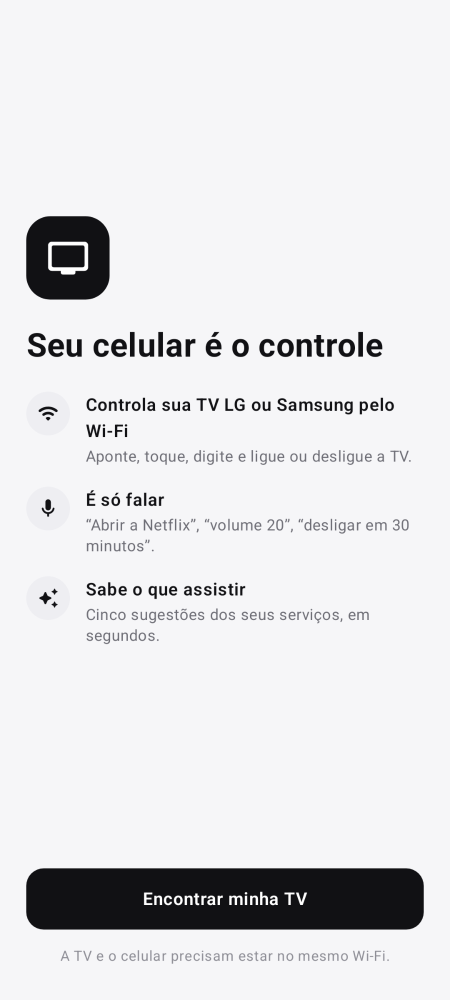 Seu celular é o controle
Controla sua TV LG ou Samsung pelo
Wi-Fi
Aponte, toque, digite e ligue ou desligue a TV.
É só falar
“Abrir a Netflix”, “volume 20”, “desligar em 30
minutos”.
Sabe o que assistir
Cinco sugestões dos seus serviços, em
segundos.
Encontrar minha TV
A TV e o celular precisam estar no mesmo Wi-Fi.